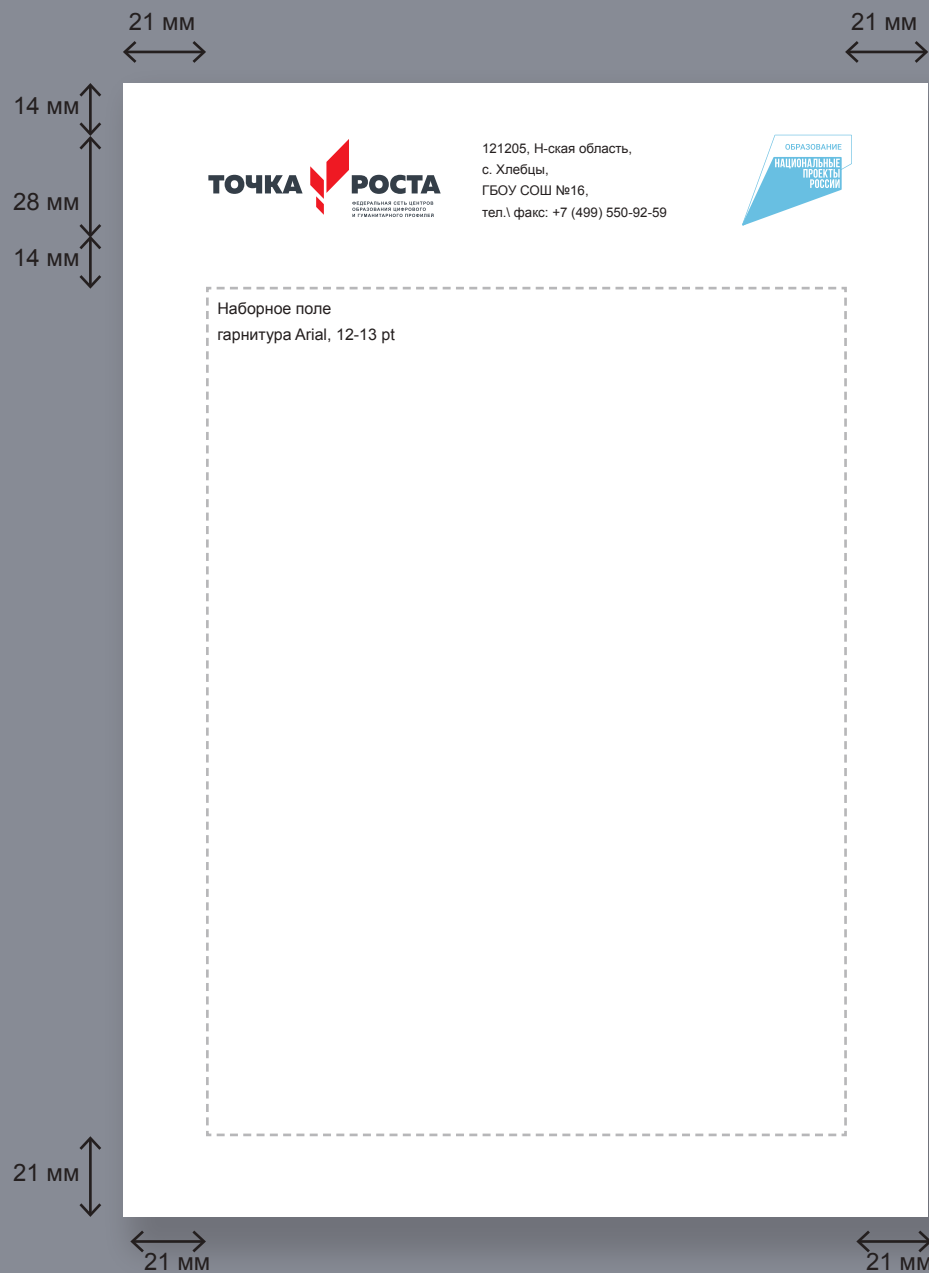 21 мм
21 мм
14 мм
28 мм
14 мм
ТОЧКА РОСТА
ФЕДЕРАЛЬНАЯ СЕТЬ ЦЕНТРОВ
ОБРАЗОВАНИЯ ЦИФРОВОГО
И ГУМАНИТАРНОГО ПРОФИЛЕЙ
121205, Н-ская область,
с. Хлебцы,
ГБОУ СОШ №16,
тел.\ факс: +7 (499) 550-92-59
ОБРАЗОВАНИЕ
НАЦИОНАЛЬНЫЕ
ПРОЕКТЫ
РОССИИ
Наборное поле
гарнитура Arial, 12-13 pt
21 мм
21 мм
21 мм